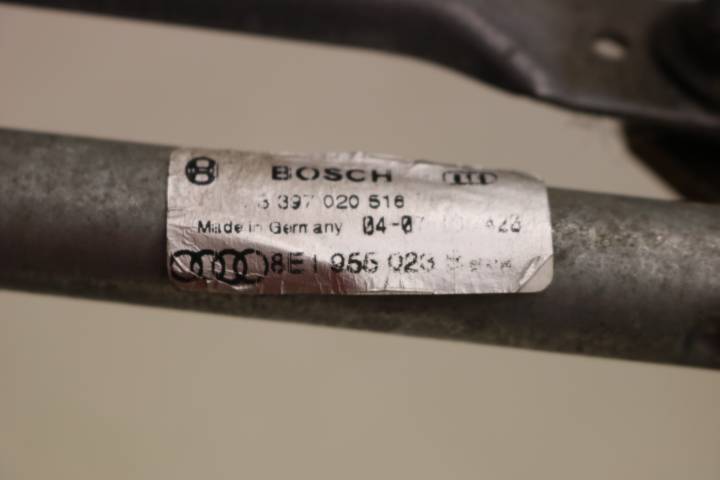 BOSCH
3 397 020 516
Made in Germany 04-07
8E1 955 023